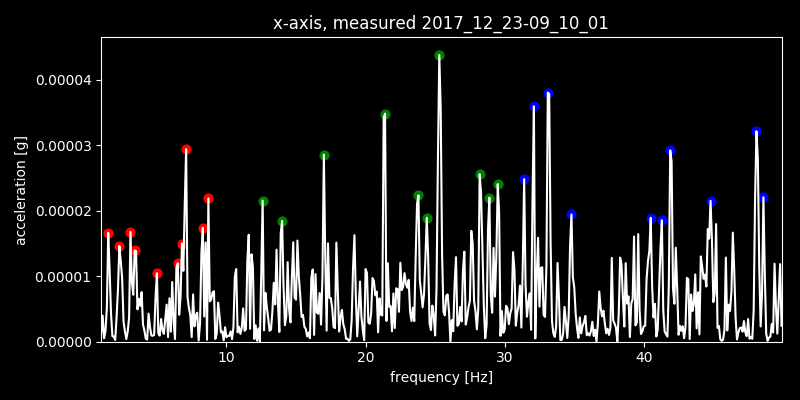 x-axis, measured 2017_12_23-09_10_01
0.00004
0.00003
0.00002
0.00001
0.00000
acceleration [g]
10 20 30 40
frequency [Hz]